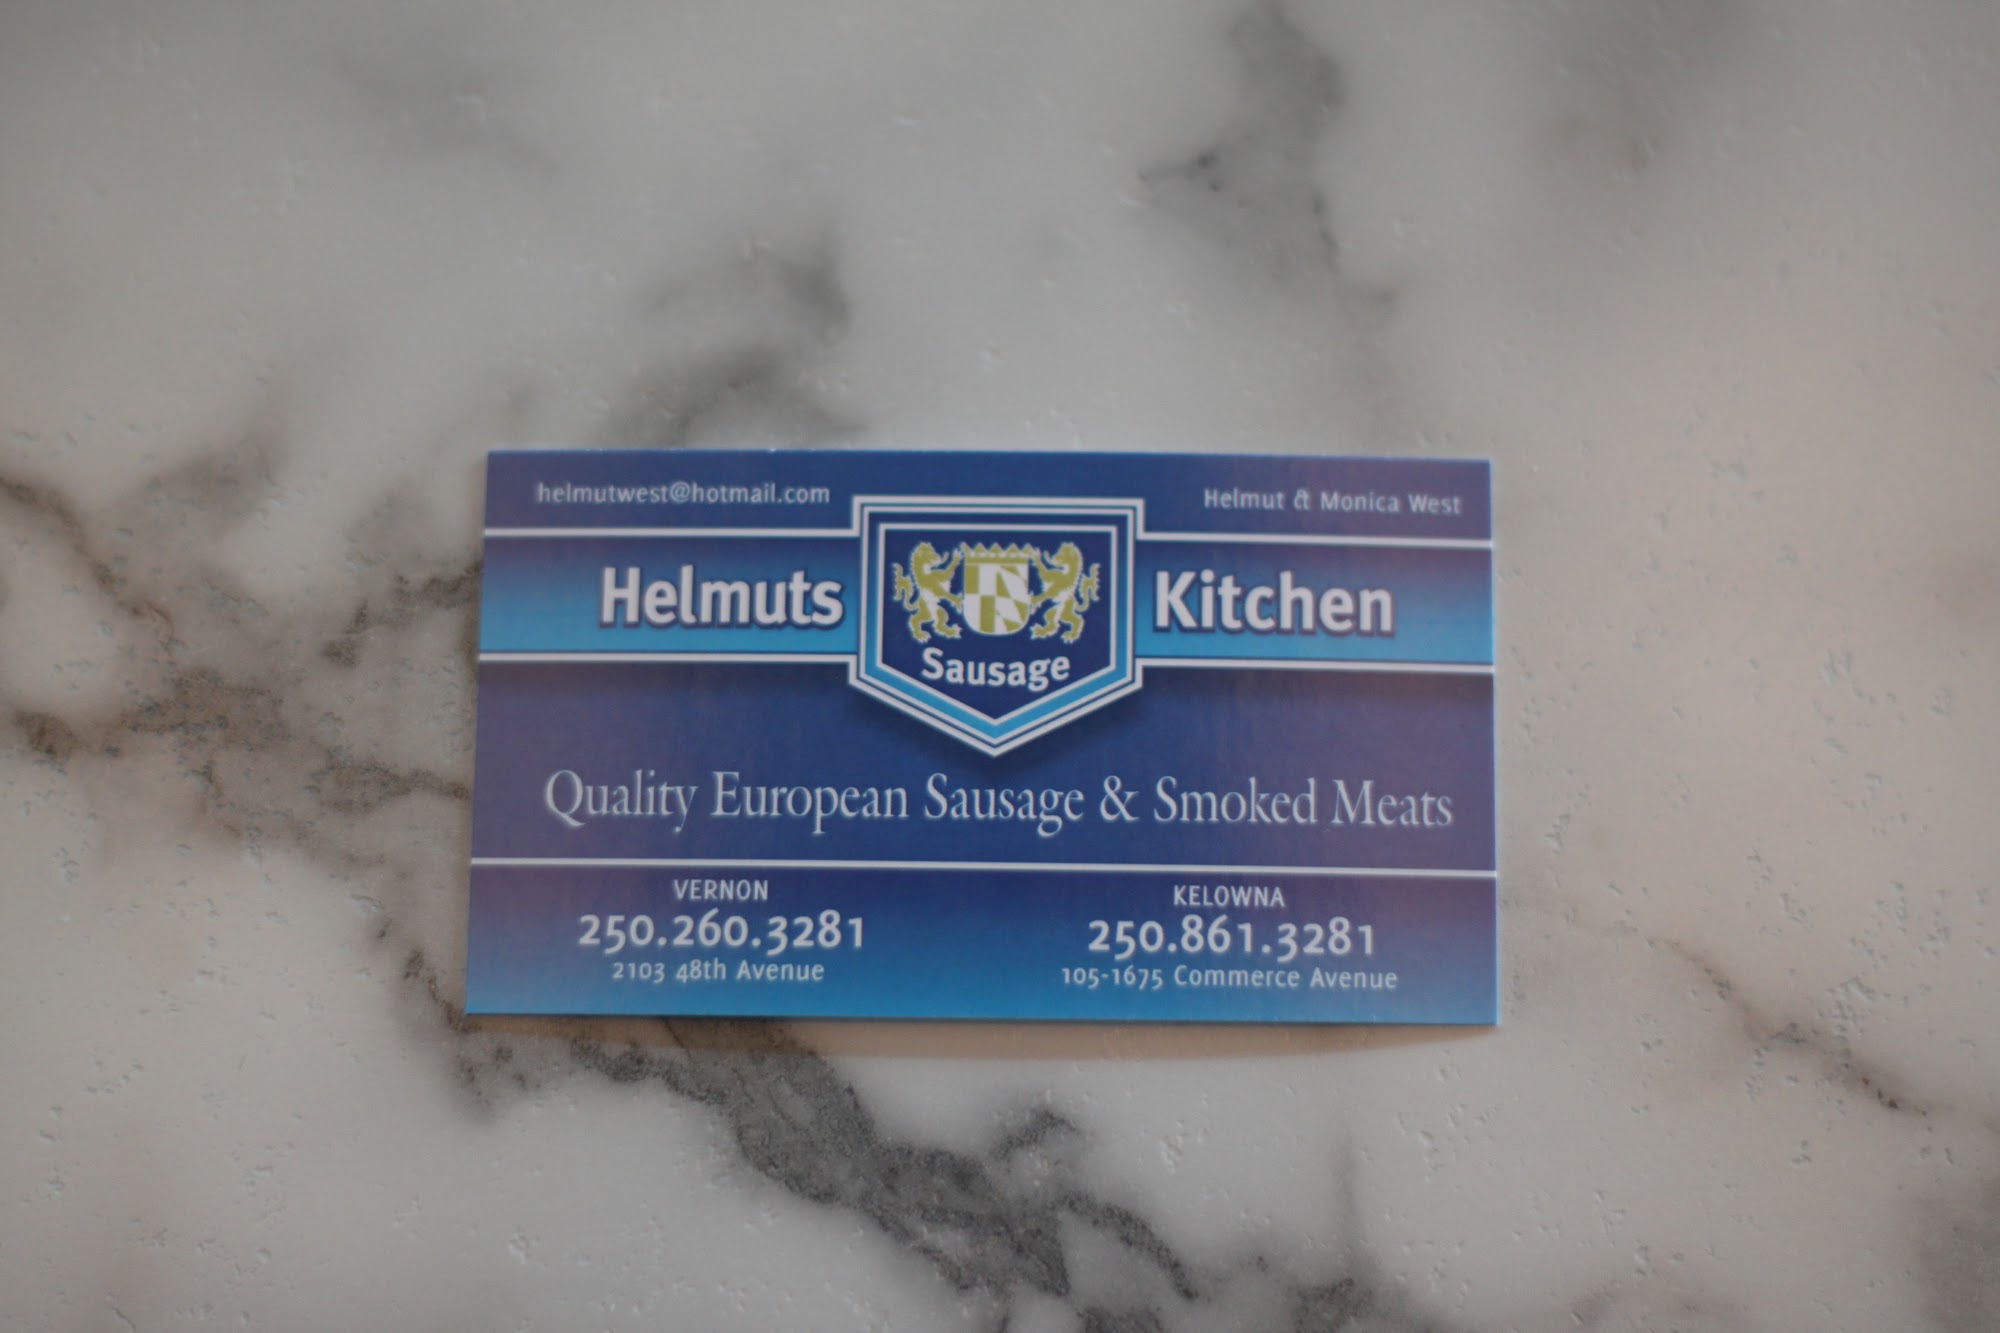 helmutwest@hotmail.com
Helmut & Monica West
Helmuts Sausage Kitchen
Quality European Sausage & Smoked Meats
VERNON
250.260.3281
2103 48th Avenue
KELOWNA
250.861.3281
105-1675 Commerce Avenue